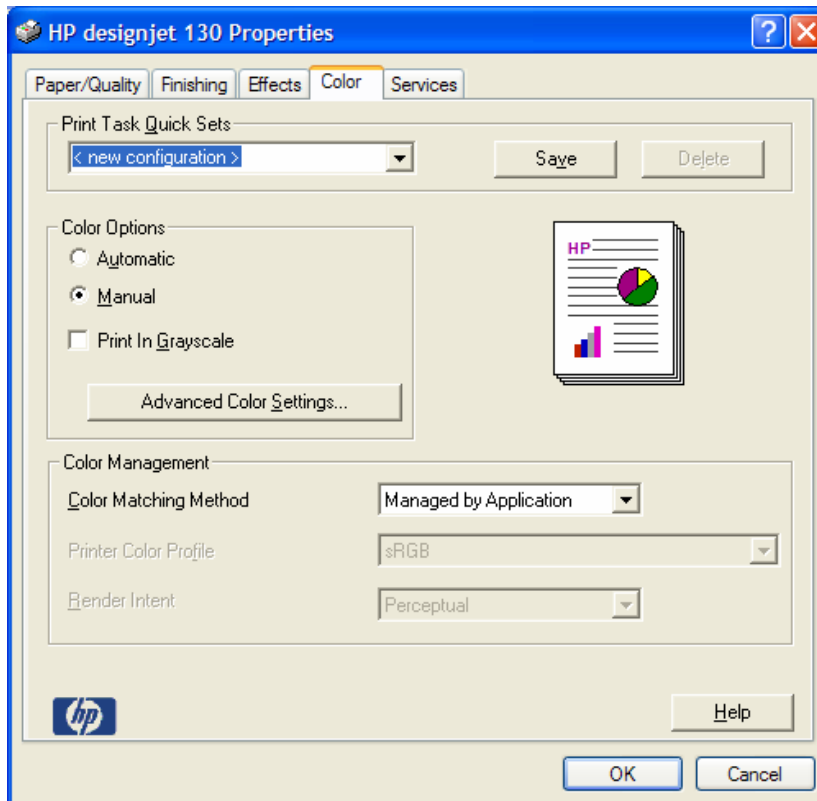 HP designjet 130 Properties
Paper/Quality Finishing Effects Color Services
Print Task Quick Sets
< new configuration > Save Delete
Color Options
Automatic
Manual
Print In Grayscale
Advanced Color Settings...
HP
Color Management
Color Matching Method Managed by Application
Printer Color Profile sRGB
Render Intent Perceptual
hp
Help
OK Cancel